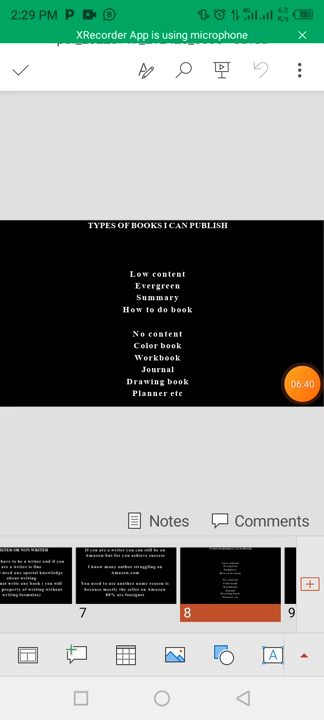 2:29 PM P B 4G 6.2 K/s
XRecorder App is using microphone
TYPES OF BOOKS I CAN PUBLISH
Low content
Evergreen
Summary
How to do book
No content
Color book
Workbook
Journal
Drawing book
Planner etc
06:40
Notes Comments
If you are a writer you can still be on
Amazon but for you achieve success
I know many author struggling on
Amazon.com
You need to use another name reason is
because mostly the seller on Amazon
80% are foreigner
7
8
9
A